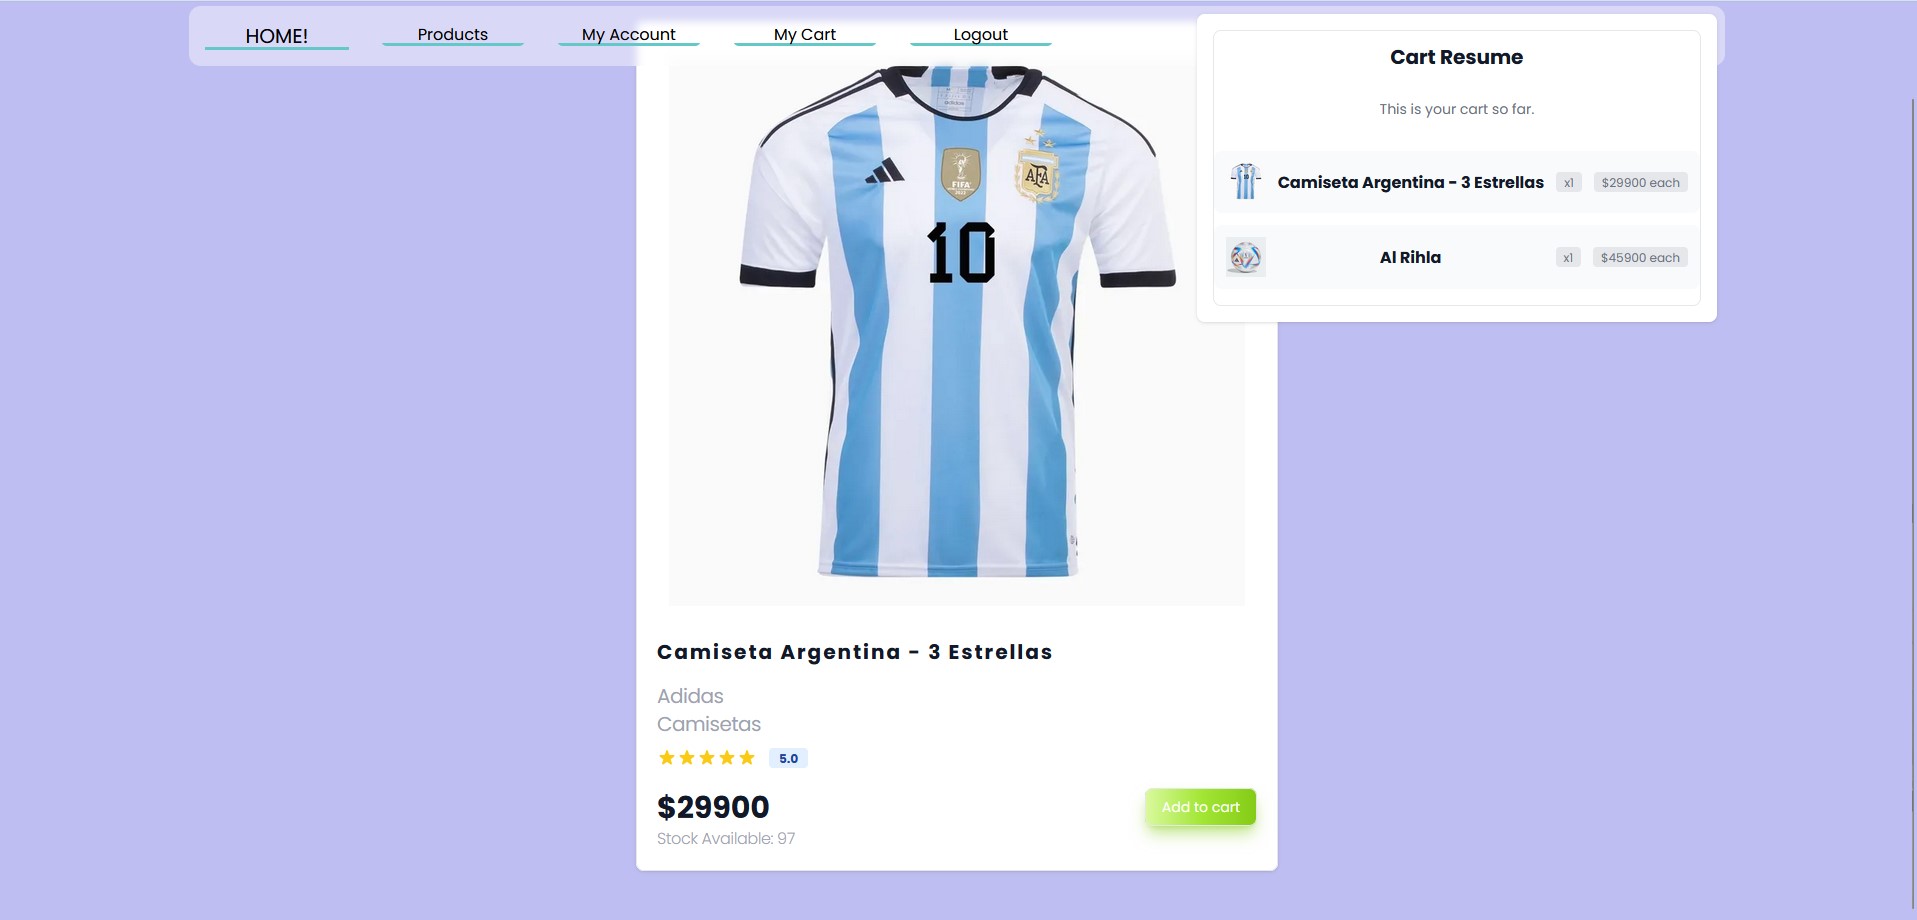 HOME!
Products
My Account
My Cart
Logout
Cart Resume
This is your cart so far.
Camiseta Argentina - 3 Estrellas x1 $29900 each
10
Al Rihla x1 $45900 each
adidas
FIFA
AFA
10
Camiseta Argentina - 3 Estrellas
Adidas
Camisetas
5.0
$29900
Add to cart
Stock Available: 97